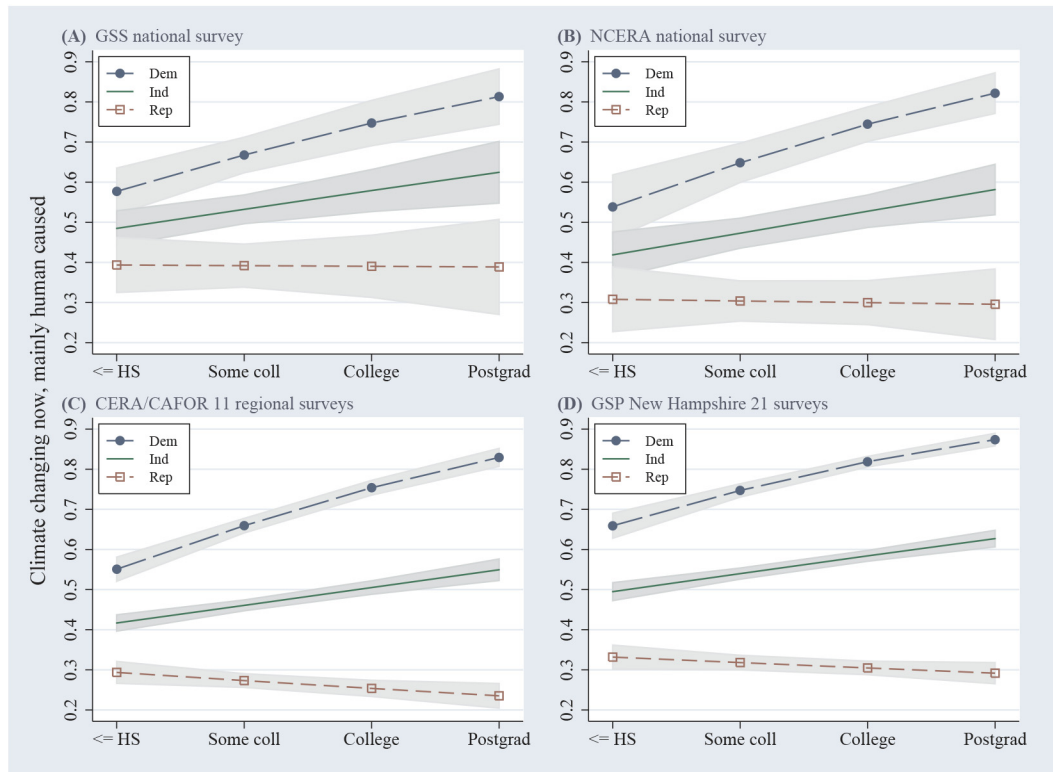 Climate changing now, mainly human caused
(A) GSS national survey
0.9
0.8
0.7
0.6
0.5
0.4
0.3
0.2
Dem
Ind
Rep
<= HS Some coll College Postgrad
(B) NCERA national survey
0.9
0.8
0.7
0.6
0.5
0.4
0.3
0.2
Dem
Ind
Rep
<= HS Some coll College Postgrad
(C) CERA/CAFOR 11 regional surveys
0.9
0.8
0.7
0.6
0.5
0.4
0.3
0.2
Dem
Ind
Rep
<= HS Some coll College Postgrad
(D) GSP New Hampshire 21 surveys
0.9
0.8
0.7
0.6
0.5
0.4
0.3
0.2
Dem
Ind
Rep
<= HS Some coll College Postgrad